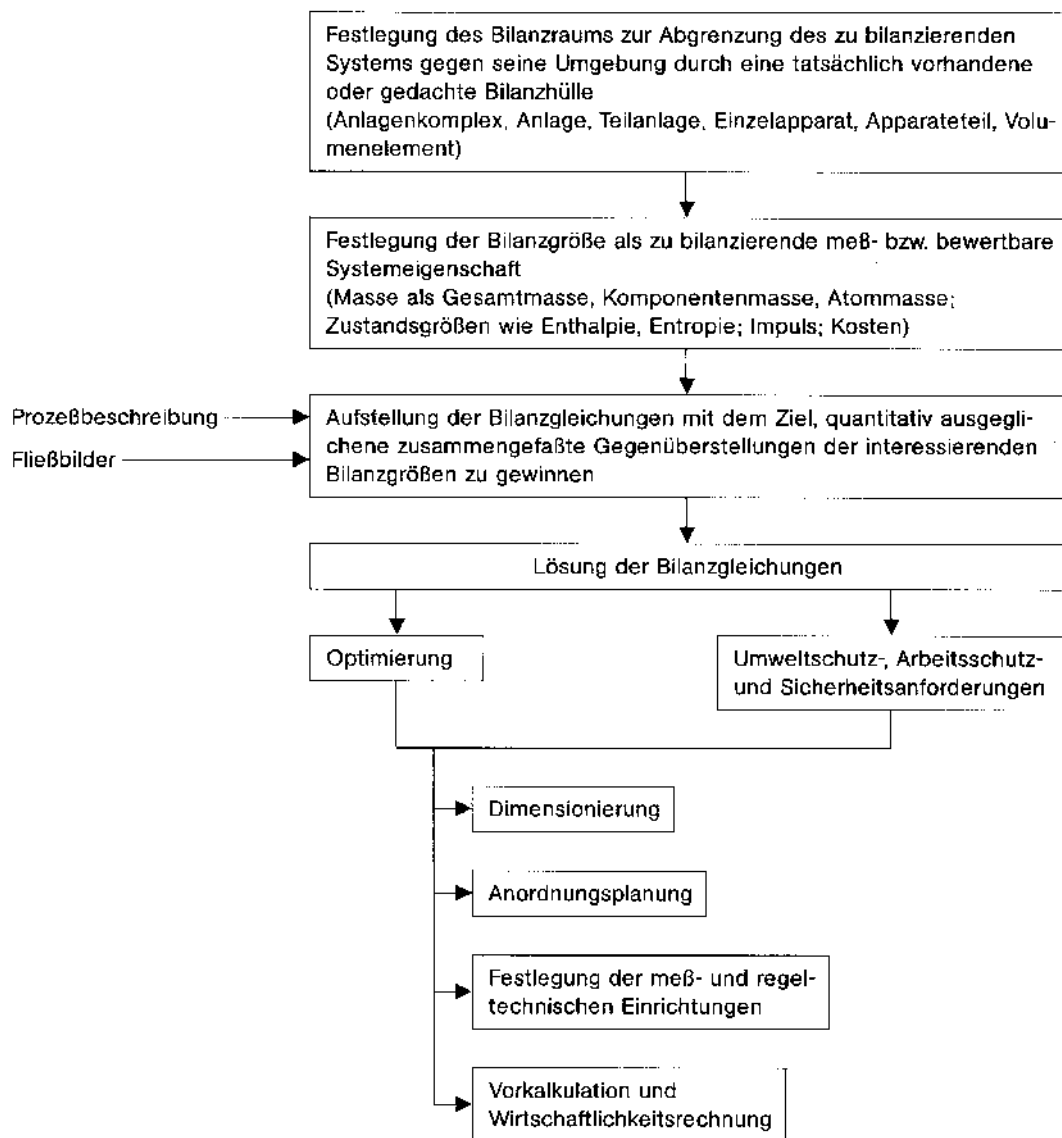 Festlegung des Bilanzraums zur Abgrenzung des zu bilanzierenden
Systems gegen seine Umgebung durch eine tatsächlich vorhandene
oder gedachte Bilanzhülle
(Anlagenkomplex, Anlage, Teilanlage, Einzelapparat, Apparateteil, Volu-
menelement)
Festlegung der Bilanzgröße als zu bilanzierende meß- bzw. bewertbare
Systemeigenschaft
(Masse als Gesamtmasse, Komponentenmasse, Atommasse;
Zustandsgrößen wie Enthalpie, Entropie; Impuls; Kosten)
Prozeßbeschreibung
Fließbilder
Aufstellung der Bilanzgleichungen mit dem Ziel, quantitativ ausgegli-
chene zusammengefaßte Gegenüberstellungen der interessierenden
Bilanzgrößen zu gewinnen
Lösung der Bilanzgleichungen
Optimierung
Umweltschutz-, Arbeitsschutz-
und Sicherheitsanforderungen
Dimensionierung
Anordnungsplanung
Festlegung der meß- und regel-
technischen Einrichtungen
Vorkalkulation und
Wirtschaftlichkeitsrechnung